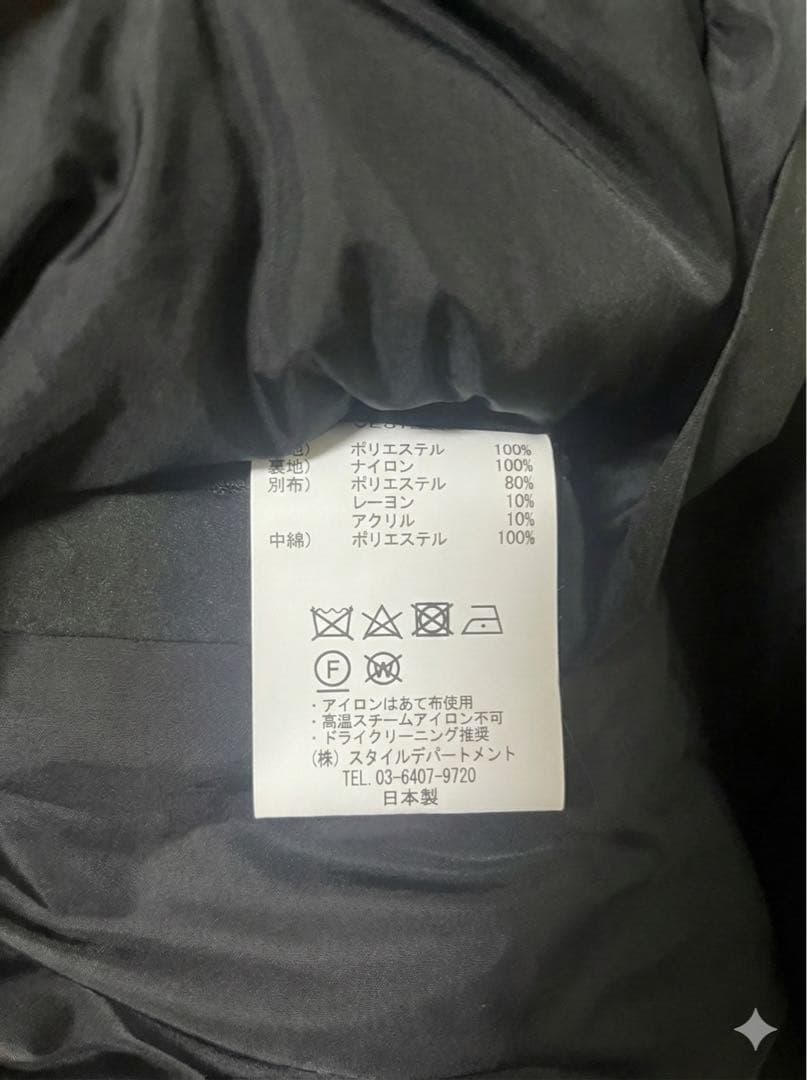 地) ポリエステル 100%
裏地) ナイロン 100%
別布) ポリエステル 80%
レーヨン 10%
アクリル 10%
中綿) ポリエステル 100%
F W
・アイロンはあて布使用
・高温スチームアイロン不可
・ドライクリーニング推奨
(株) スタイルデパートメント
TEL. 03-6407-9720
日本製